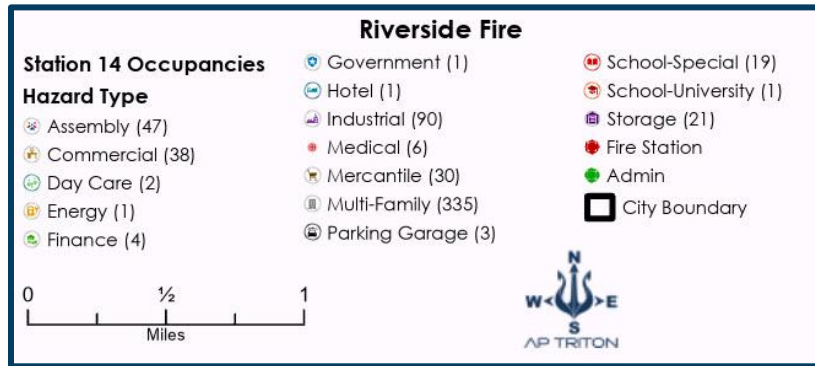 Riverside Fire
Station 14 Occupancies
Hazard Type
Assembly (47)
Commercial (38)
Day Care (2)
Energy (1)
Finance (4)
Government (1)
Hotel (1)
Industrial (90)
Medical (6)
Mercantile (30)
Multi-Family (335)
Parking Garage (3)
School-Special (19)
School-University (1)
Storage (21)
Fire Station
Admin
City Boundary
0 ½ 1
Miles
N
W E
S
AP TRITON